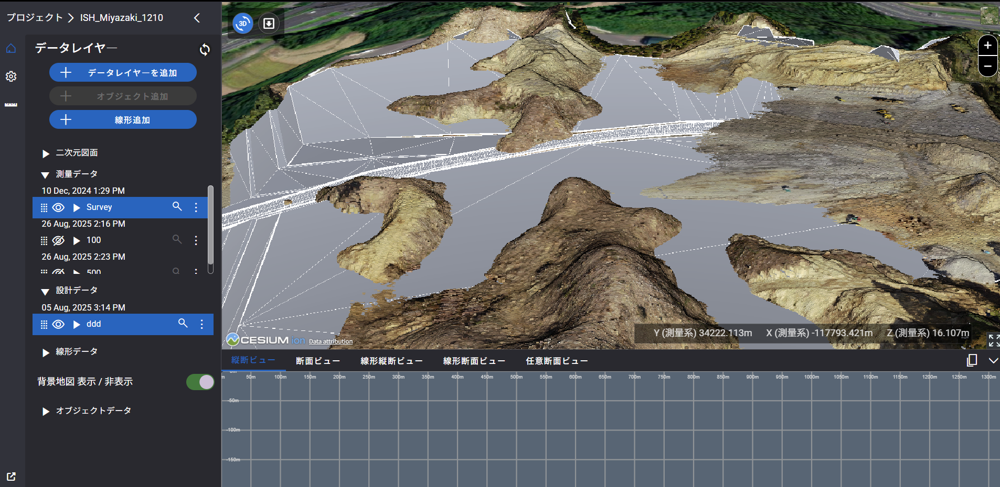 プロジェクト > ISH_Miyazaki_1210
データレイヤー
データレイヤーを追加
オブジェクト追加
線形追加
二次元図面
測量データ
10 Dec, 2024 1:29 PM
Survey
26 Aug, 2025 2:16 PM
100
26 Aug, 2025 2:23 PM
500
設計データ
05 Aug, 2025 3:14 PM
ddd
線形データ
背景地図 表示 / 非表示
オブジェクトデータ
3D
CESIUM ion Data attribution
Y (測量系) 34222.113m X (測量系) -117793.421m Z (測量系) 16.107m
縦断ビュー 断面ビュー 線形縦断ビュー 線形断面ビュー 任意断面ビュー
0m
m 50m 100m 150m 200m 250m 300m 350m 400m 450m 500m 550m 600m 650m 700m 750m 800m 850m 900m 950m 1000m 1050m 1100m 1150m 1200m 1250m 1300m
-50m
-100m
-150m